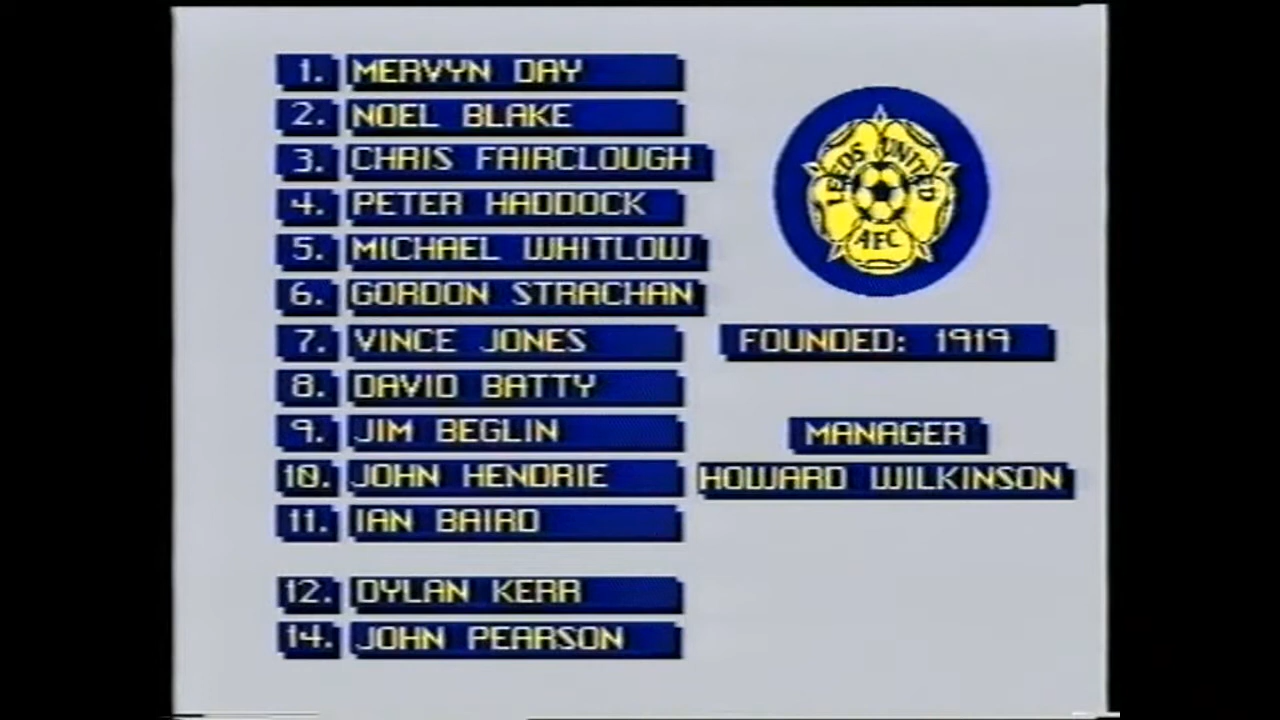 1. MERVYN DAY
2. NOEL BLAKE
3. CHRIS FAIRCLOUGH
4. PETER HADDOCK
5. MICHAEL WHITLOW
6. GORDON STRACHAN
7. VINCE JONES
8. DAVID BATTY
9. JIM BEGLIN
10. JOHN HENDRIE
11. IAN BAIRD
12. DYLAN KERR
14. JOHN PEARSON
LEEDS UNITED
AFC
FOUNDED: 1919
MANAGER
HOWARD WILKINSON